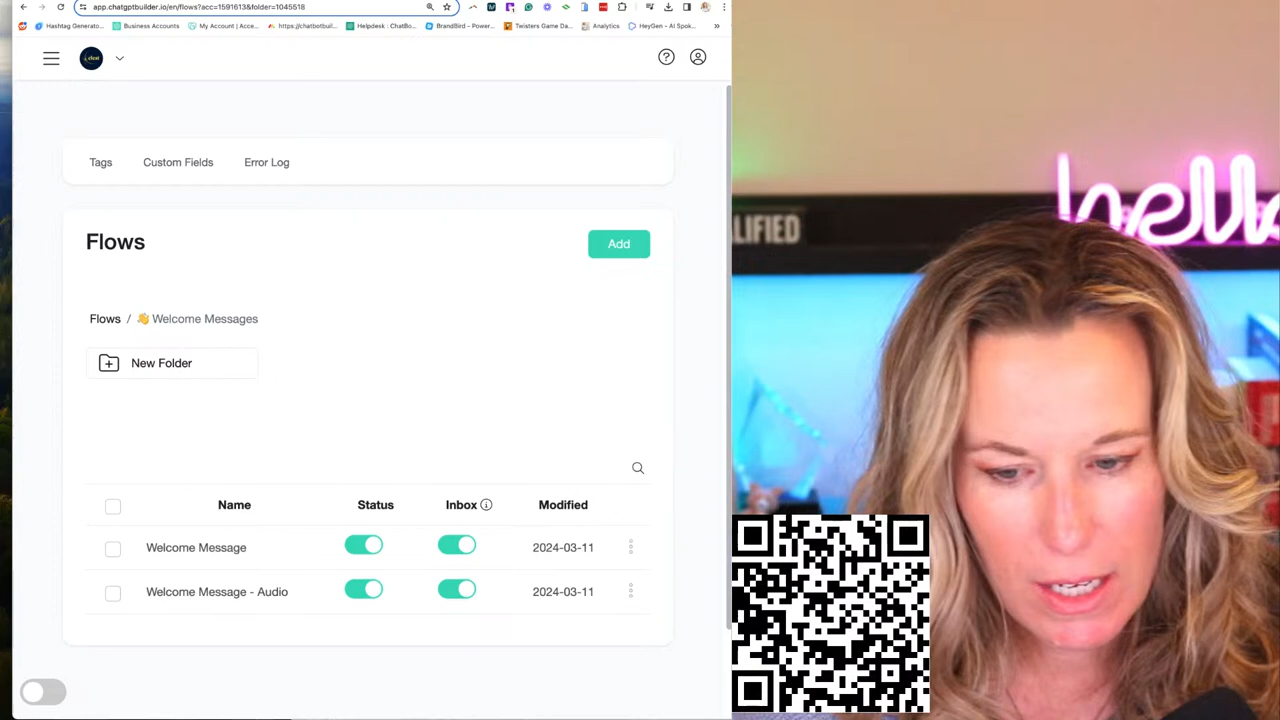 app.chatgptbuilder.io/en/flows?acc=1591613&folder=1045518
Hashtag Generato... Business Accounts My Account | Acce... https://chatbotbuil... Helpdesk : ChatBo... BrandBird – Power... Twisters Game Da... Analytics HeyGen - AI Spok... »
Tags Custom Fields Error Log
Flows
Add
Flows / 👋 Welcome Messages
New Folder
Name Status Inbox Modified
Welcome Message 2024-03-11
Welcome Message - Audio 2024-03-11
LIFIED
hello